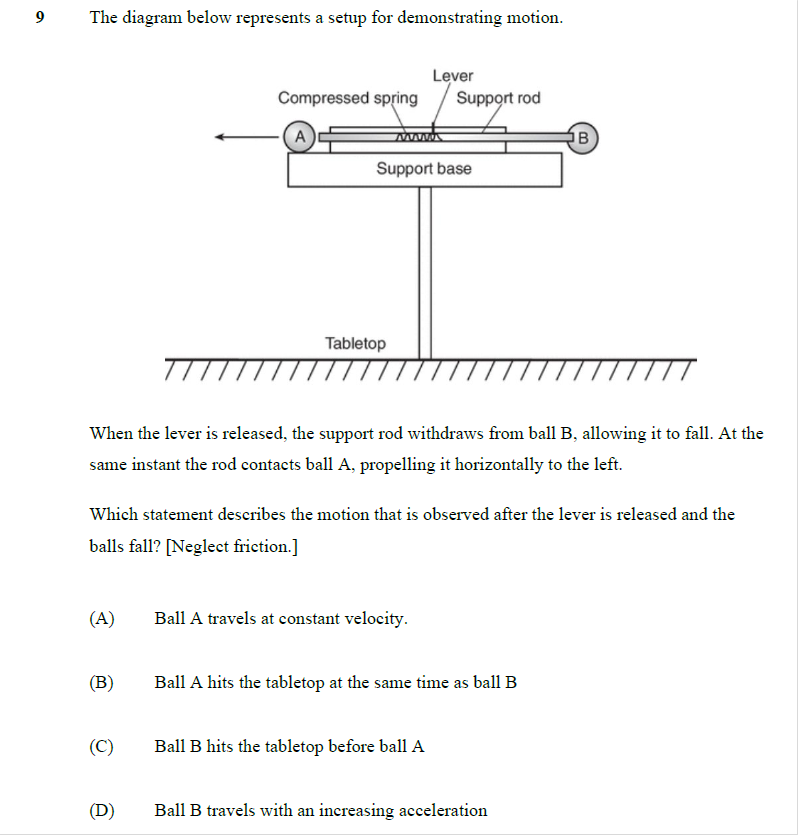 9 The diagram below represents a setup for demonstrating motion.
Lever
Compressed spring Support rod
A B
Support base
Tabletop
When the lever is released, the support rod withdraws from ball B, allowing it to fall. At the
same instant the rod contacts ball A, propelling it horizontally to the left.
Which statement describes the motion that is observed after the lever is released and the
balls fall? [Neglect friction.]
(A) Ball A travels at constant velocity.
(B) Ball A hits the tabletop at the same time as ball B
(C) Ball B hits the tabletop before ball A
(D) Ball B travels with an increasing acceleration